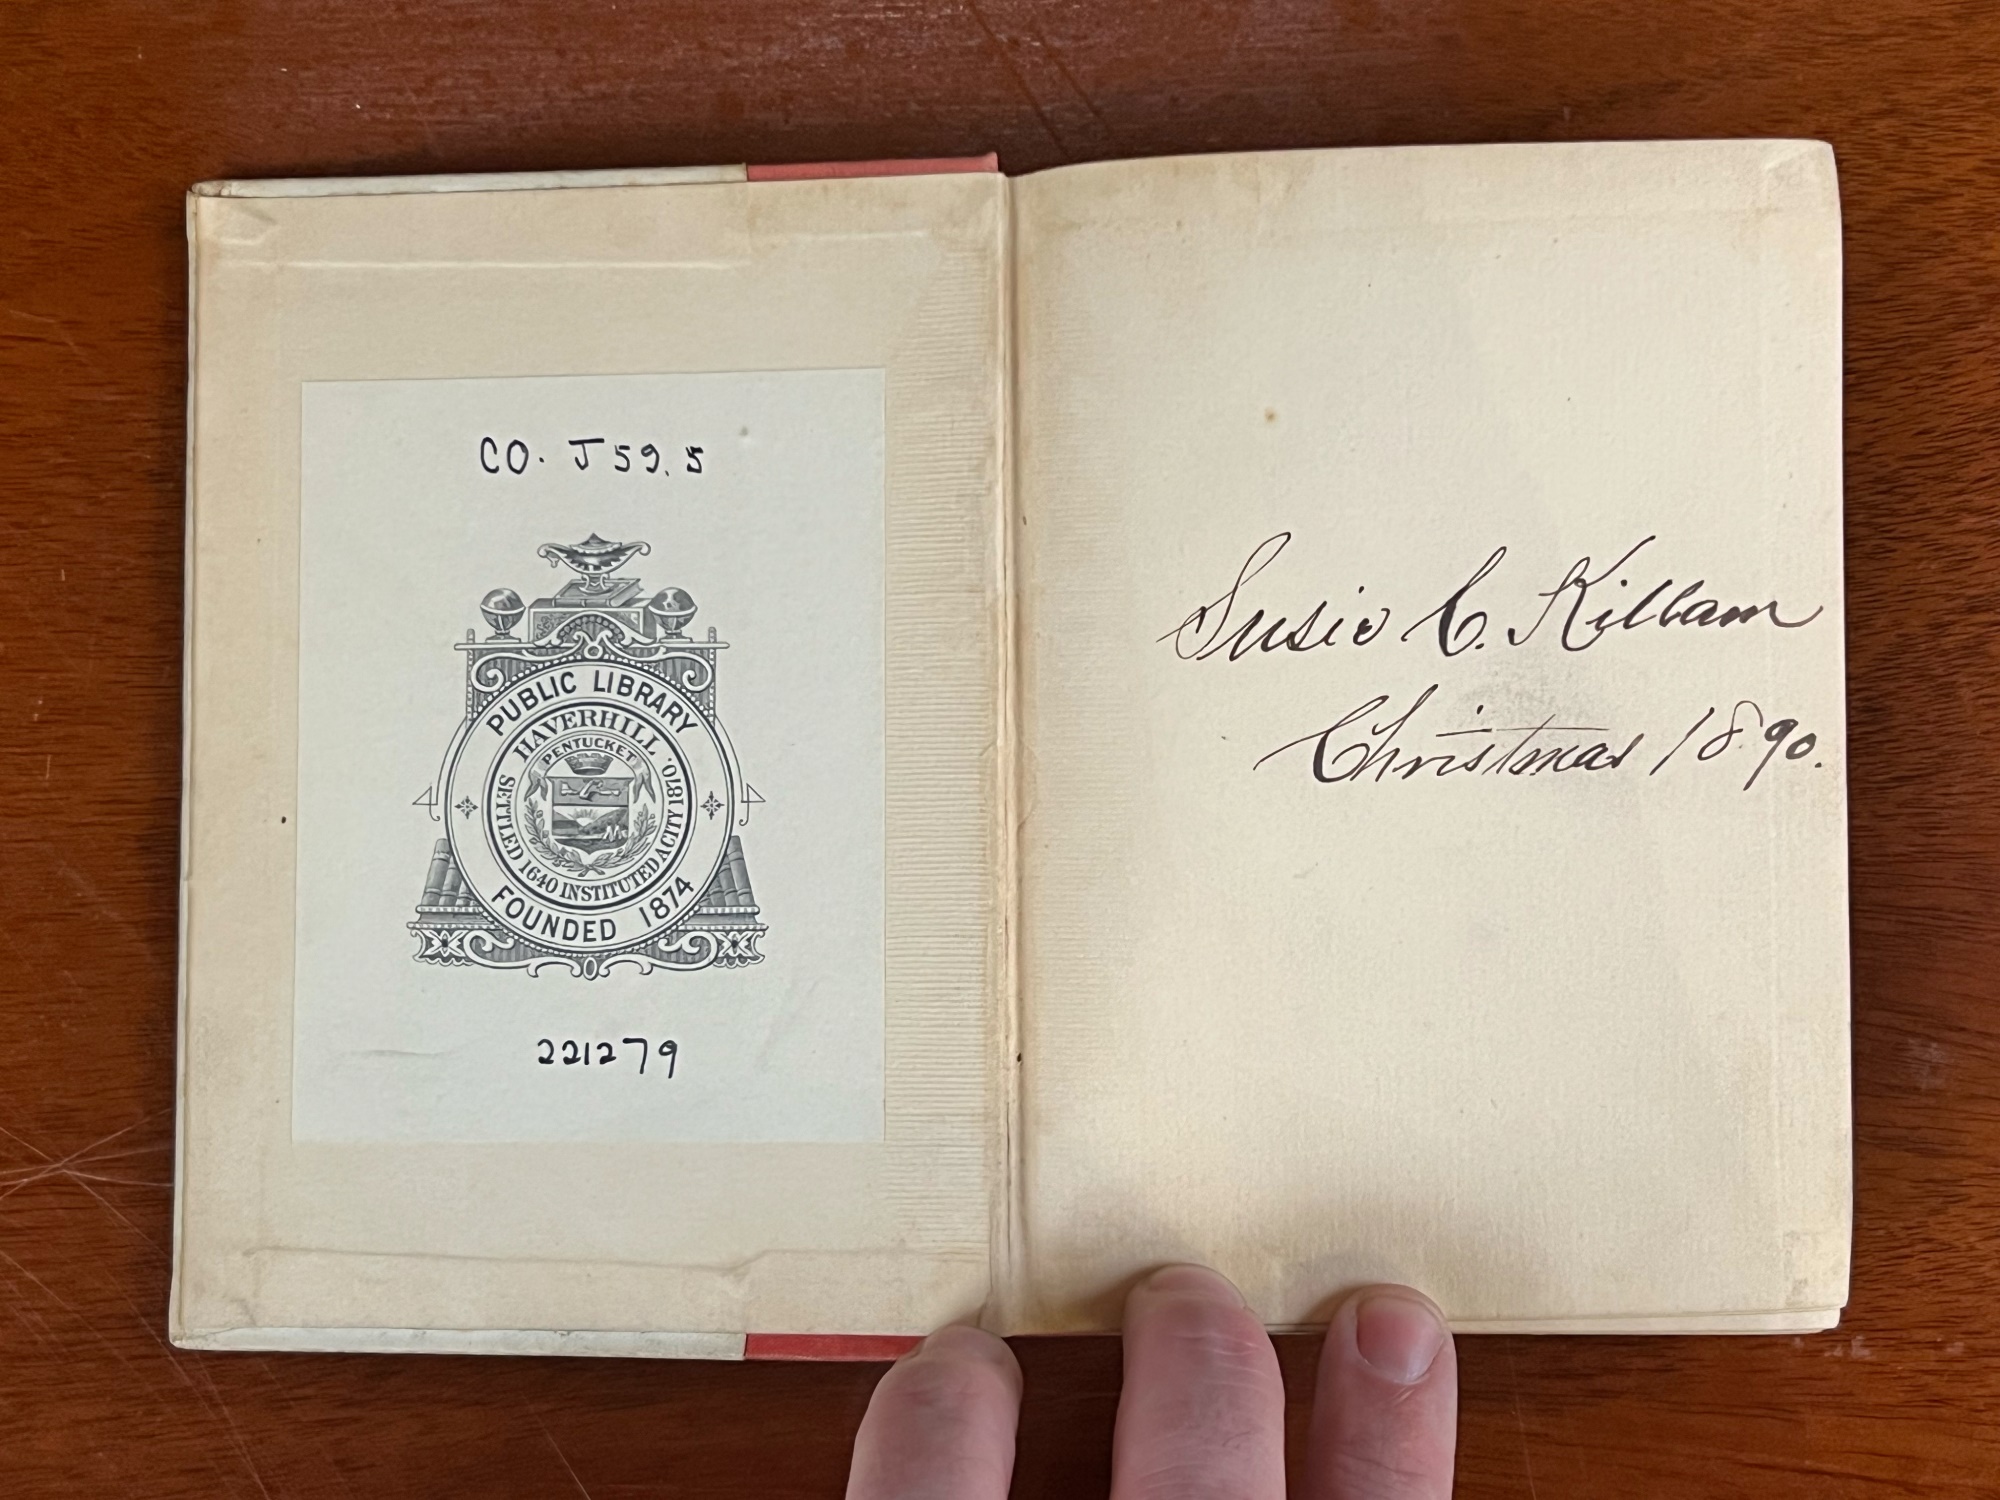 CO. J59.5
PUBLIC LIBRARY
HAVERHILL.
PENTUCKET
SETTLED 1640 INSTITUTED A CITY 1870.
FOUNDED 1874
221279
Susie C. Killam
Christmas 1890.